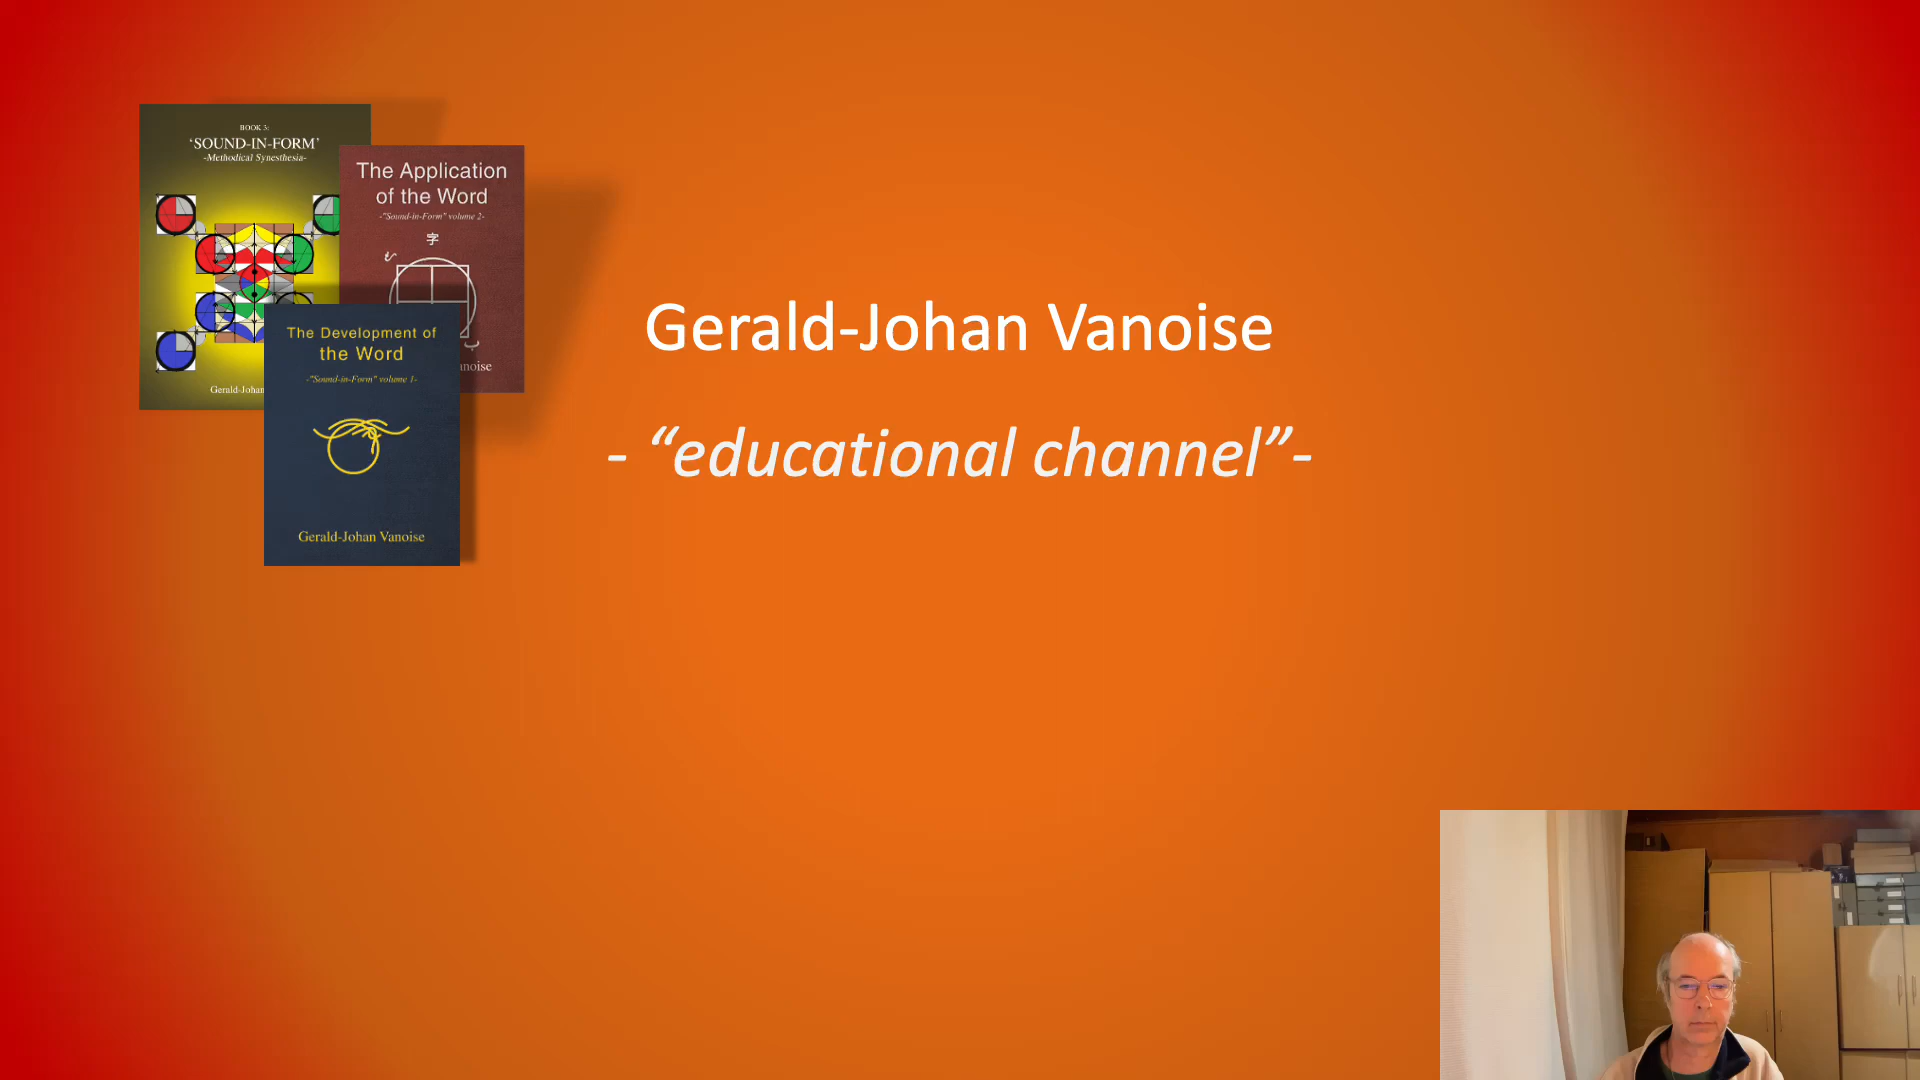 BOOK 3:
‘SOUND-IN-FORM’
-Methodical Synesthesia-
Gerald-Johan
The Application
of the Word
-"Sound-in-Form" volume 2-
字
ب
anoise
The Development of
the Word
-"Sound-in-Form" volume 1-
Gerald-Johan Vanoise
Gerald-Johan Vanoise
- “educational channel”-